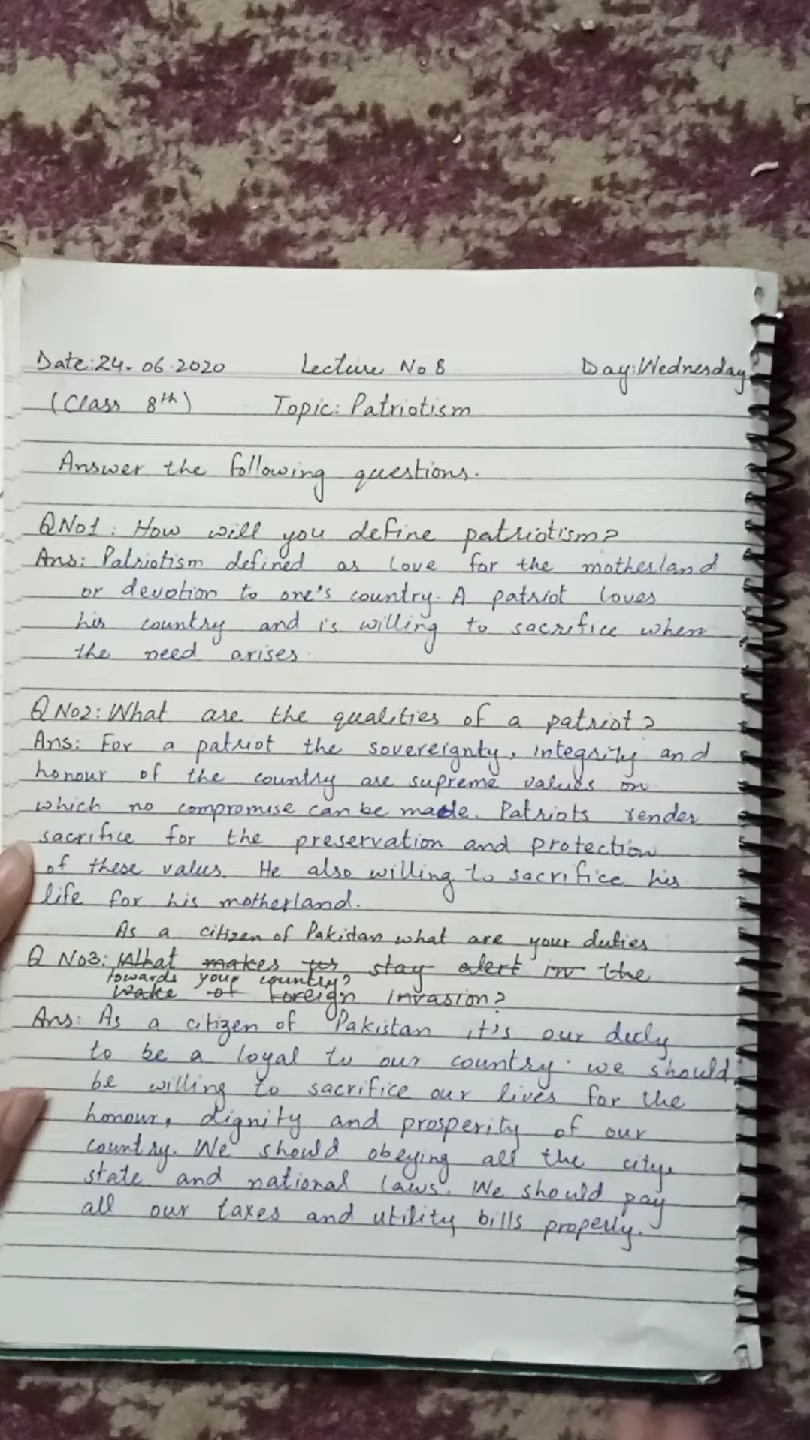 Date: 24. 06. 2020 Lecture No 8 Day: Wednesday
(Class 8th) Topic: Patriotism
Answer the following questions.
Q No1: How will you define patriotism?
Ans: Patriotism defined as love for the motherland
or devotion to one's country. A patriot loves
his country and is willing to sacrifice when
the need arises.
Q No2: What are the qualities of a patriot?
Ans: For a patriot the sovereignty, integrity and
honour of the country are supreme values on
which no compromise can be made. Patriots render
sacrifice for the preservation and protection
of these values. He also willing to sacrifice his
life for his motherland.
As a citizen of Pakistan what are your duties
Q No3: What makes us stay alert in the
towards your country?
wake of foreign invasion?
Ans: As a citizen of Pakistan it's our duty
to be a loyal to our country. we should
be willing to sacrifice our lives for the
honour, dignity and prosperity of our
country. We should obeying all the city,
state and national laws. We should pay
all our taxes and utility bills properly.